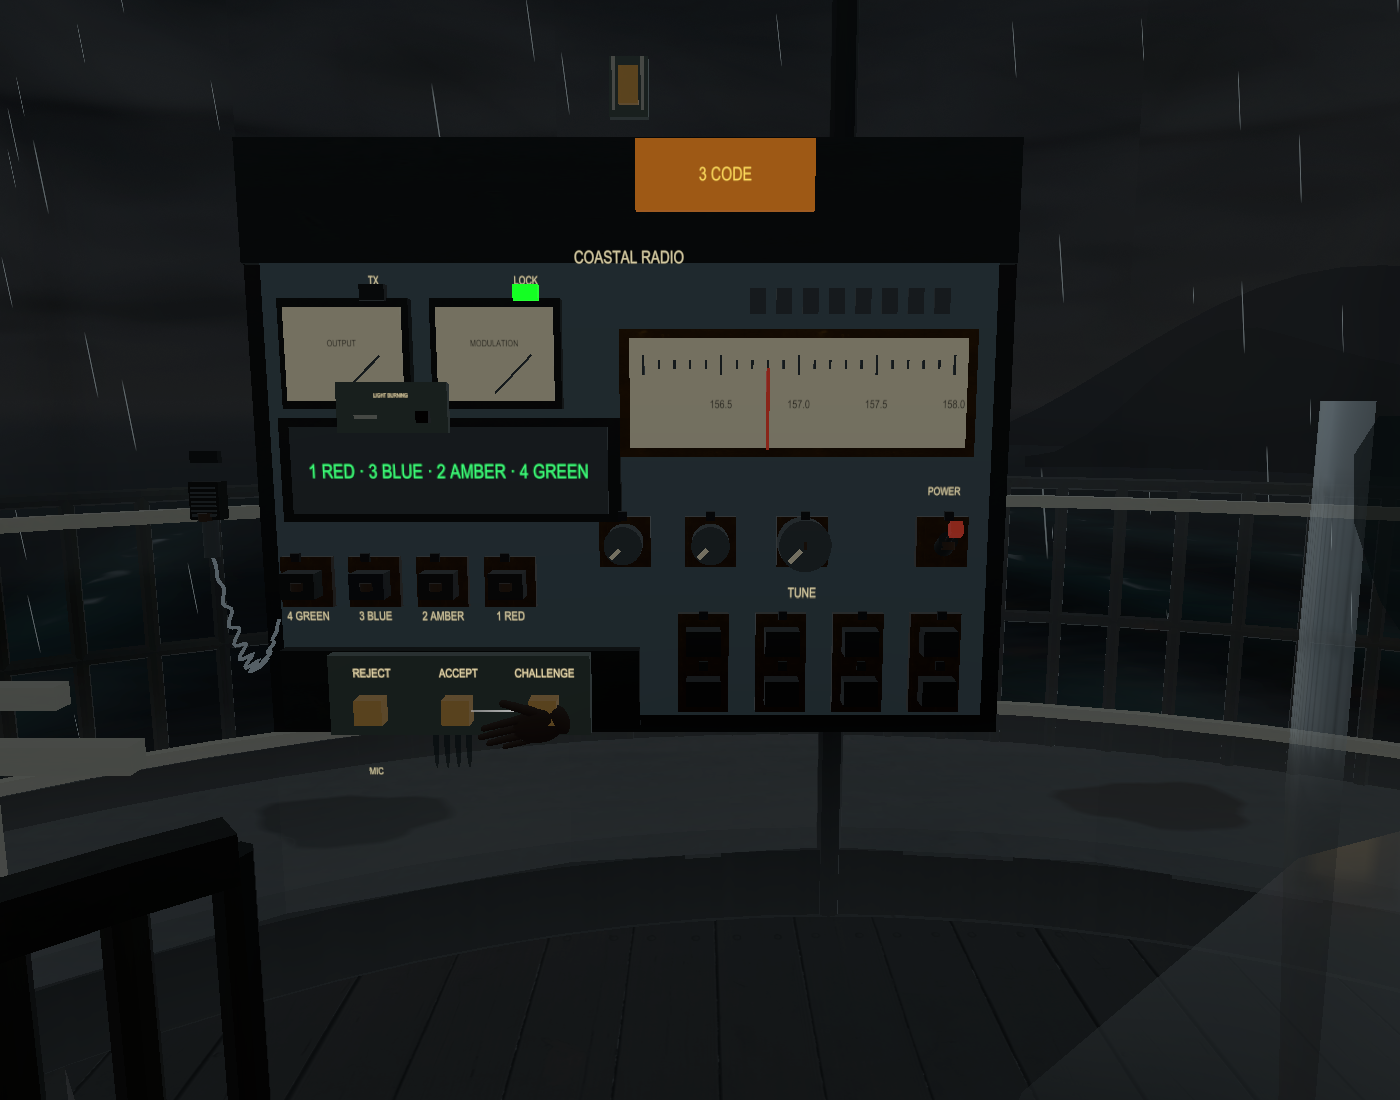 3 CODE
COASTAL RADIO
TX
LOCK
OUTPUT
MODULATION
LIGHT BURNING
156.5 157.0 157.5 158.0
1 RED · 3 BLUE · 2 AMBER · 4 GREEN
POWER
TUNE
4 GREEN
3 BLUE
2 AMBER
1 RED
REJECT
ACCEPT
CHALLENGE
MIC